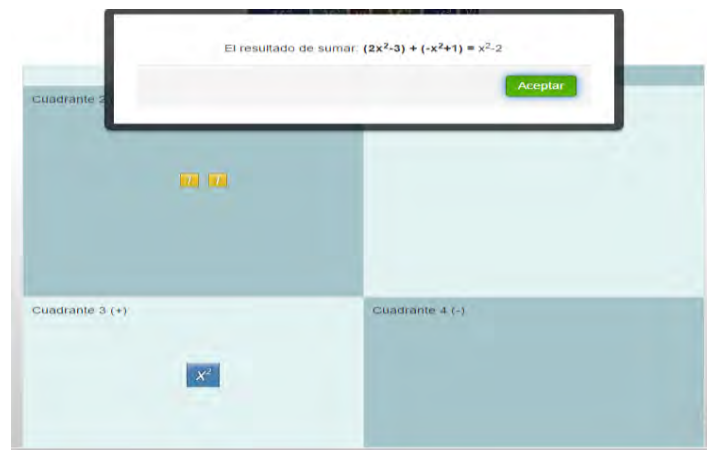 El resultado de sumar: (2x²-3) + (-x²+1) = x²-2
Aceptar
Cuadrante 2
1 1
Cuadrante 3 (+)
Cuadrante 4 (-)
x²